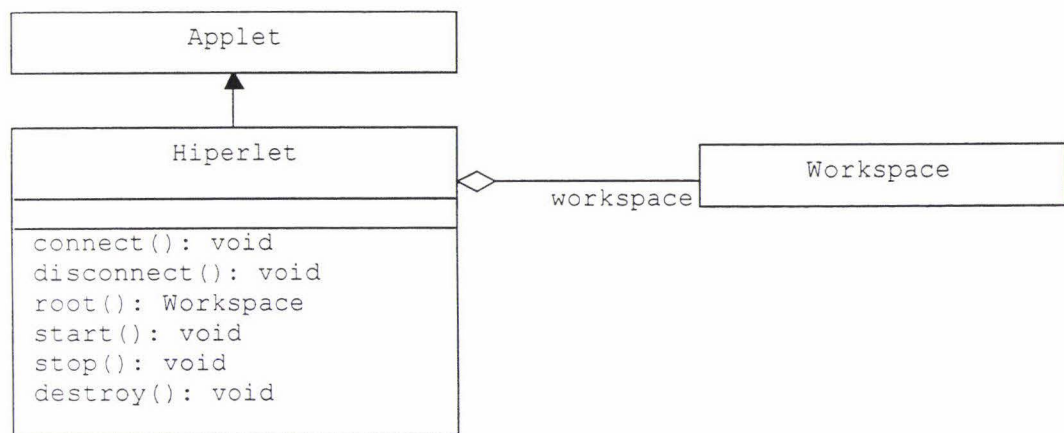 Applet
Hiperlet
Workspace
workspace
connect(): void
disconnect(): void
root(): Workspace
start(): void
stop(): void
destroy(): void